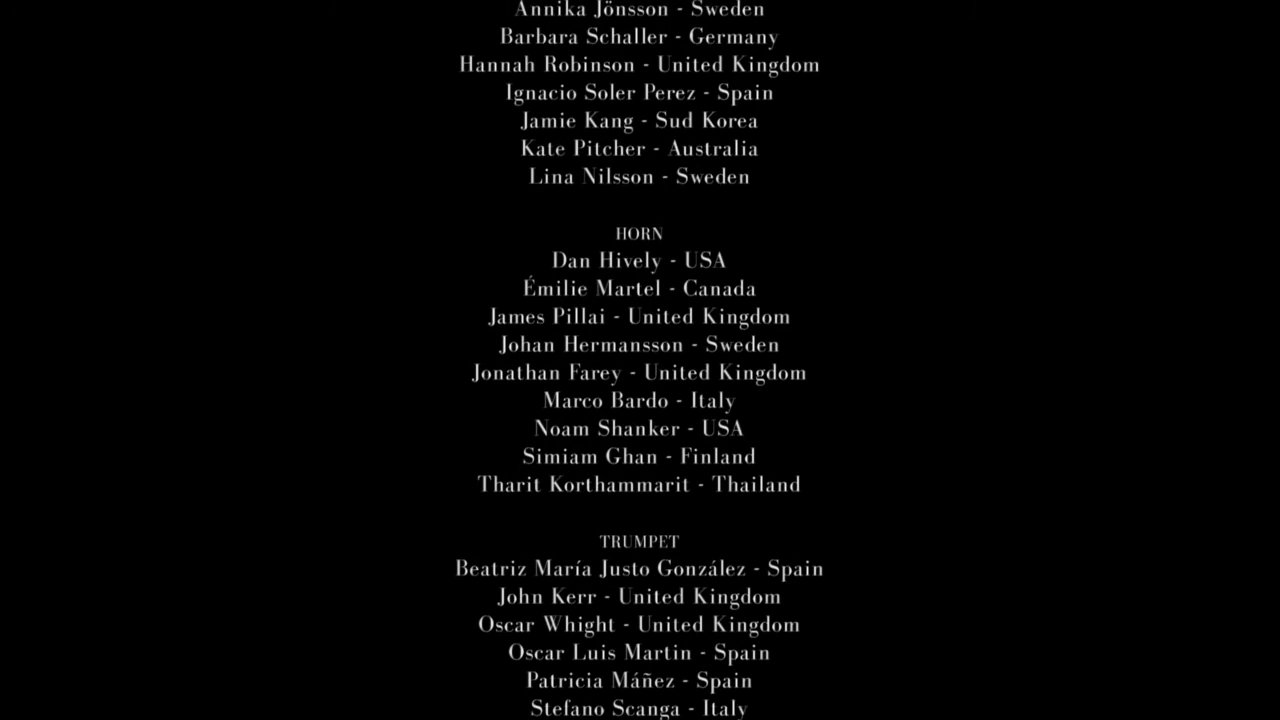 Annika Jönsson - Sweden
Barbara Schaller - Germany
Hannah Robinson - United Kingdom
Ignacio Soler Perez - Spain
Jamie Kang - Sud Korea
Kate Pitcher - Australia
Lina Nilsson - Sweden
HORN
Dan Hively - USA
Émilie Martel - Canada
James Pillai - United Kingdom
Johan Hermansson - Sweden
Jonathan Farey - United Kingdom
Marco Bardo - Italy
Noam Shanker - USA
Simiam Ghan - Finland
Tharit Korthammarit - Thailand
TRUMPET
Beatriz María Justo González - Spain
John Kerr - United Kingdom
Oscar Whight - United Kingdom
Oscar Luis Martin - Spain
Patricia Máñez - Spain
Stefano Scanga - Italy